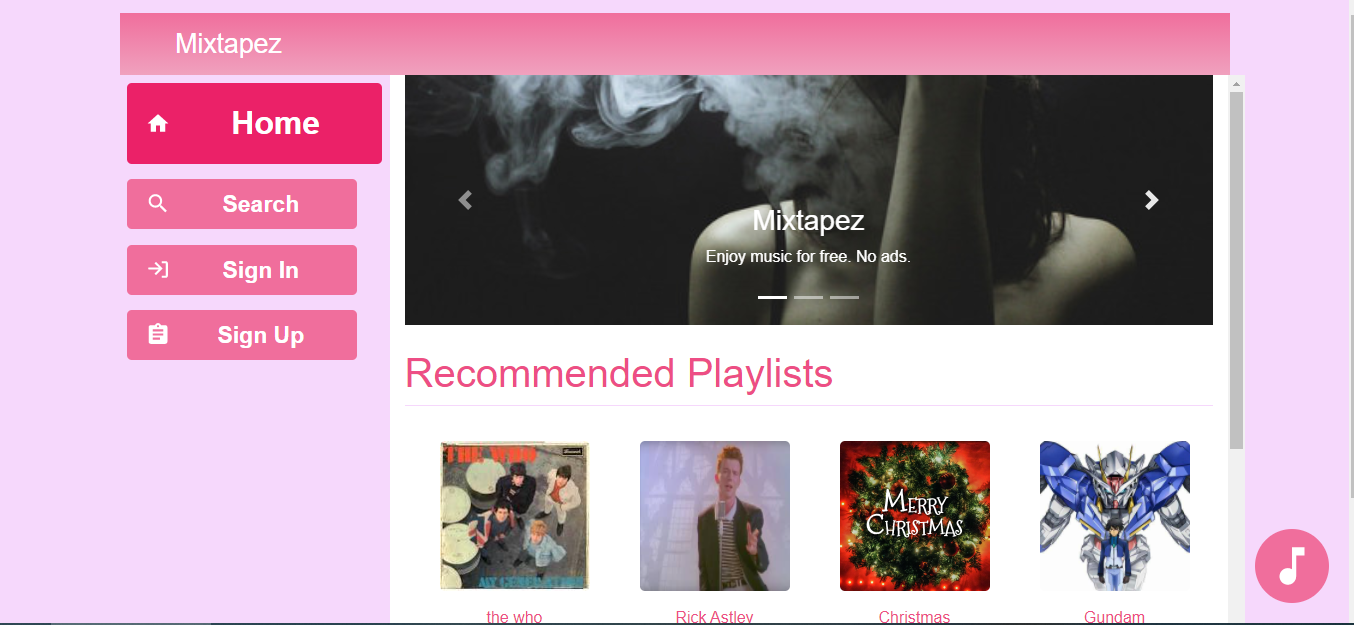 Mixtapez
Home
Search
Sign In
Sign Up
Mixtapez
Enjoy music for free. No ads.
Recommended Playlists
THE WHO
MY GENERATION
MERRY
CHRISTMAS
the who
Rick Astley
Christmas
Gundam